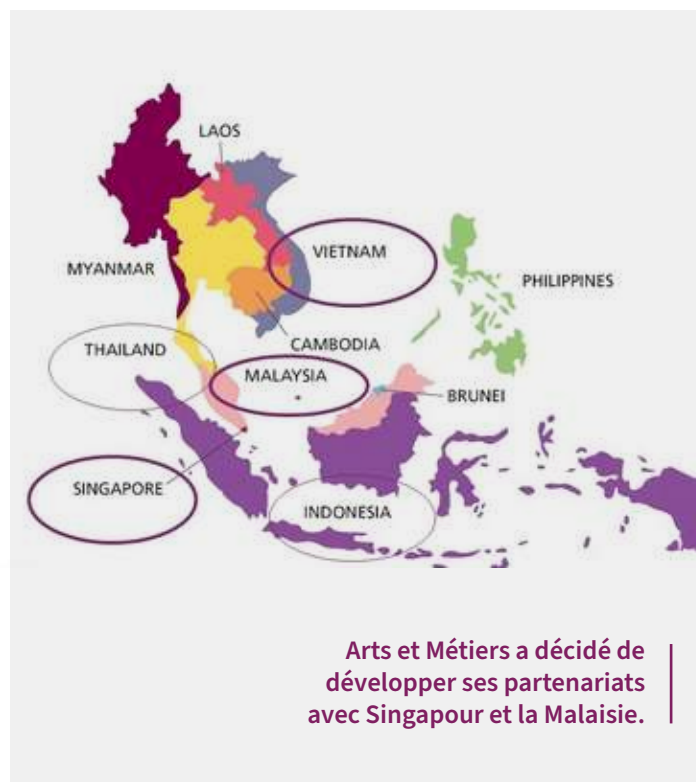 LAOS
VIETNAM
MYANMAR
PHILIPPINES
CAMBODIA
THAILAND
MALAYSIA
BRUNEI
SINGAPORE
INDONESIA
Arts et Métiers a décidé de
développer ses partenariats
avec Singapour et la Malaisie.